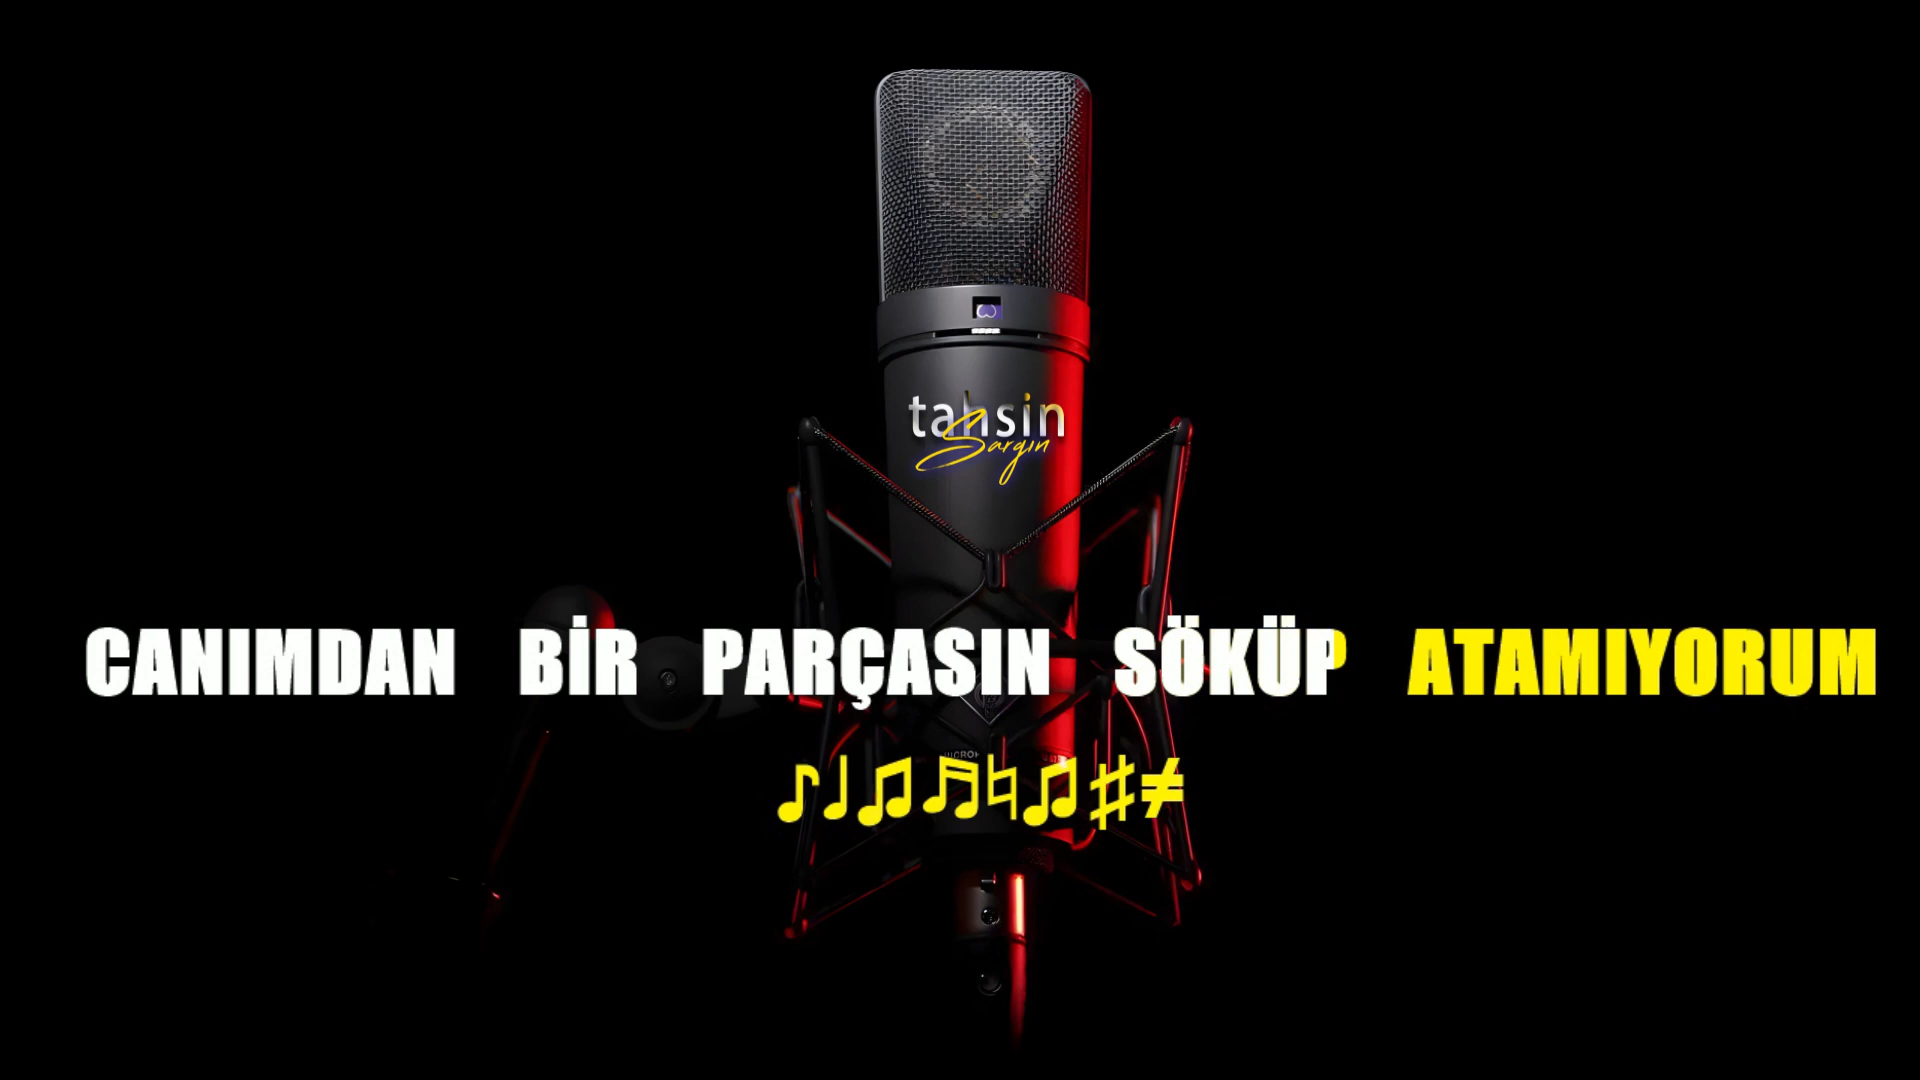 tahsin
Sargın
CANIMDAN BİR PARÇASIN SÖKÜP ATAMIYORUM
♪♩♫♬♮♫♯≠